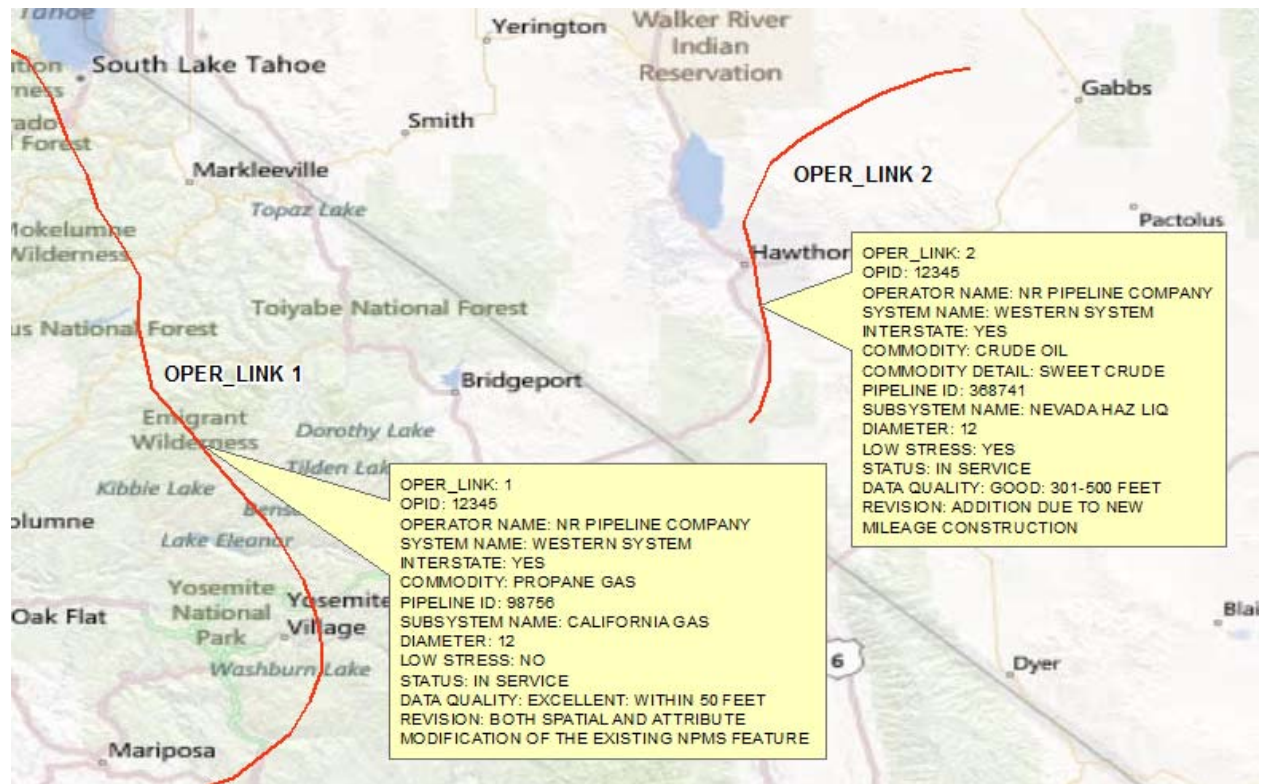 Tahoe
Yerington
Walker River
Indian
Reservation
South Lake Tahoe
Gabbs
Smith
Forest
Markleeville
OPER_LINK 2
Topaz Lake
Pactolus
Wilderness
Hawthor
OPER_LINK: 2
OPID: 12345
OPERATOR NAME: NR PIPELINE COMPANY
SYSTEM NAME: WESTERN SYSTEM
INTERSTATE: YES
COMMODITY: CRUDE OIL
COMMODITY DETAIL: SWEET CRUDE
PIPELINE ID: 368741
SUBSYSTEM NAME: NEVADA HAZ LIQ
DIAMETER: 12
LOW STRESS: YES
STATUS: IN SERVICE
DATA QUALITY: GOOD: 301-500 FEET
REVISION: ADDITION DUE TO NEW
MILEAGE CONSTRUCTION
Toiyabe National Forest
us National Forest
OPER_LINK 1
Bridgeport
Emigrant
Wilderness
Dorothy Lake
Tilden Lak
Kibbie Lake
olumne
Lake Eleanor
OPER_LINK: 1
OPID: 12345
OPERATOR NAME: NR PIPELINE COMPANY
SYSTEM NAME: WESTERN SYSTEM
INTERSTATE: YES
COMMODITY: PROPANE GAS
PIPELINE ID: 98756
SUBSYSTEM NAME: CALIFORNIA GAS
DIAMETER: 12
LOW STRESS: NO
STATUS: IN SERVICE
DATA QUALITY: EXCELLENT: WITHIN 50 FEET
REVISION: BOTH SPATIAL AND ATTRIBUTE
MODIFICATION OF THE EXISTING NPMS FEATURE
Yosemite
National
Park
Yosemite
Village
Oak Flat
Washburn Lake
Blai
6
Dyer
Mariposa